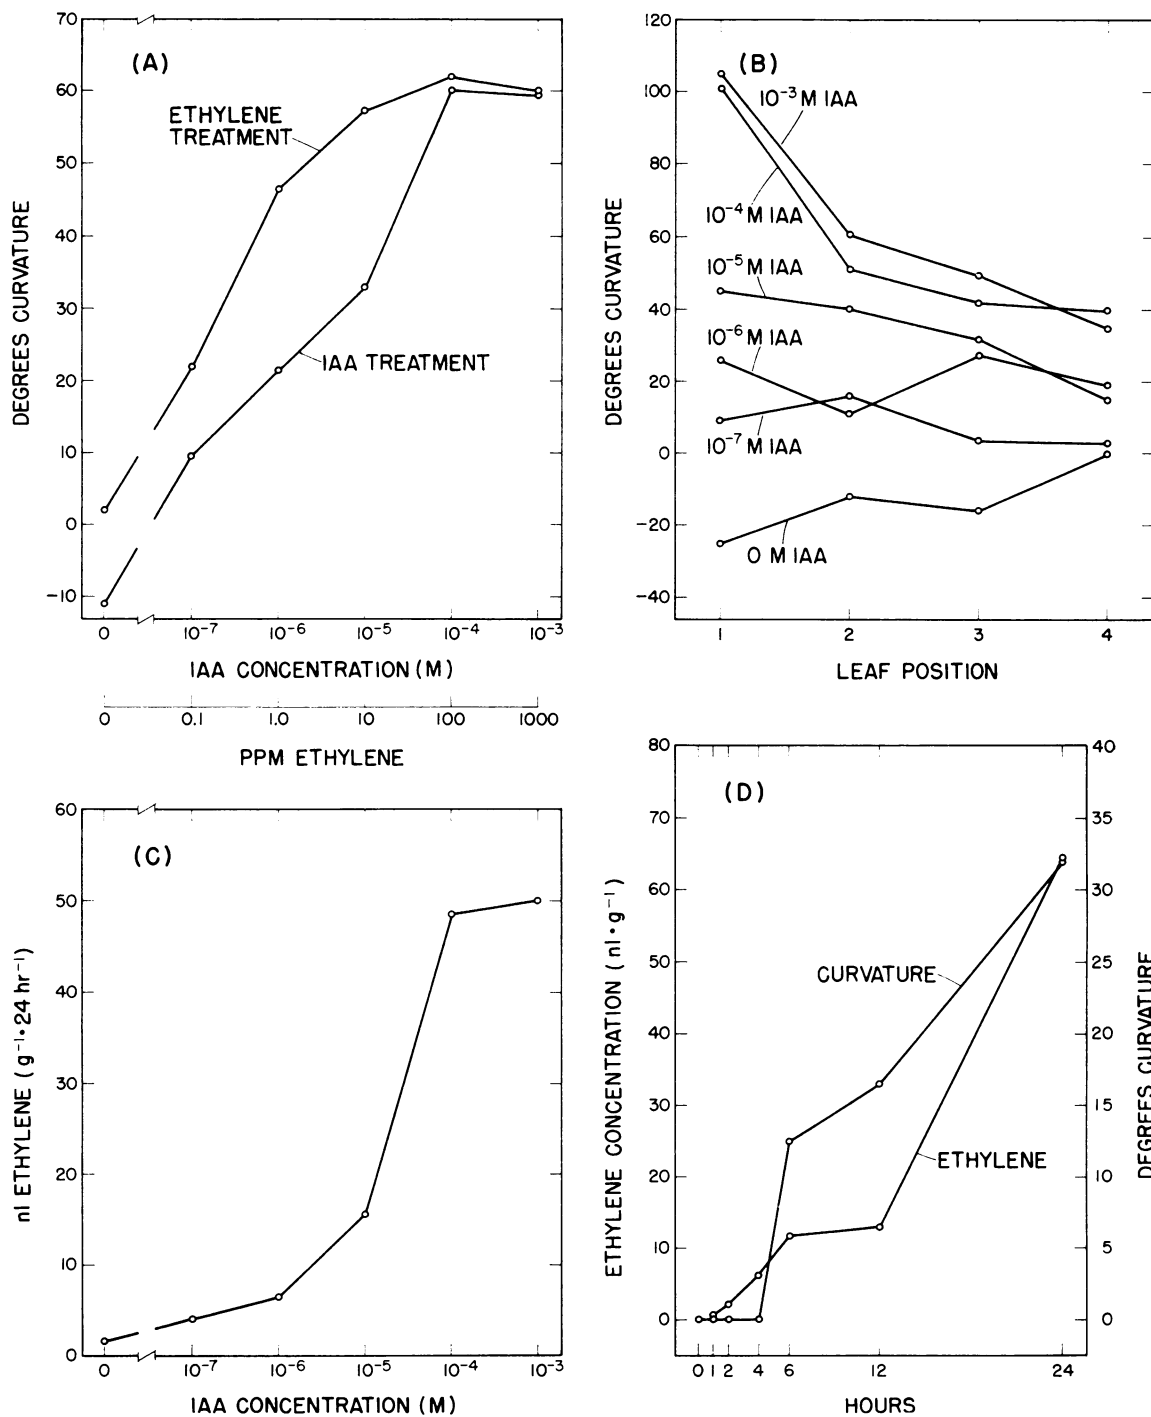 (A)
70
60
50
40
30
20
10
0
-10
DEGREES CURVATURE
ETHYLENE
TREATMENT
IAA TREATMENT
0 10⁻⁷ 10⁻⁶ 10⁻⁵ 10⁻⁴ 10⁻³
IAA CONCENTRATION (M)
0 0.1 1.0 10 100 1000
PPM ETHYLENE
(B)
120
100
80
60
40
20
0
-20
-40
DEGREES CURVATURE
10⁻³ M IAA
10⁻⁴ M IAA
10⁻⁵ M IAA
10⁻⁶ M IAA
10⁻⁷ M IAA
0 M IAA
1 2 3 4
LEAF POSITION
(C)
60
50
40
30
20
10
0
nl ETHYLENE (g⁻¹·24 hr⁻¹)
0 10⁻⁷ 10⁻⁶ 10⁻⁵ 10⁻⁴ 10⁻³
IAA CONCENTRATION (M)
(D)
80
70
60
50
40
30
20
10
0
ETHYLENE CONCENTRATION (nl·g⁻¹)
CURVATURE
ETHYLENE
40
35
30
25
20
15
10
5
0
DEGREES CURVATURE
0 1 2 4 6 12 24
HOURS